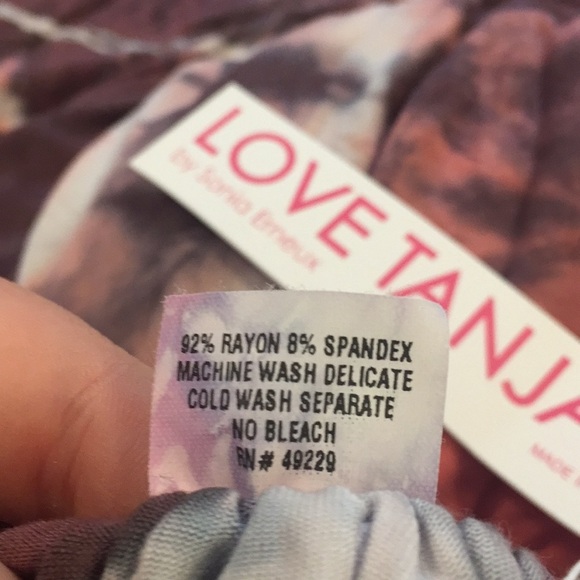 LOVE TANJA
by Sonia Erneux
MADE
92% RAYON 8% SPANDEX
MACHINE WASH DELICATE
COLD WASH SEPARATE
NO BLEACH
RN# 49229